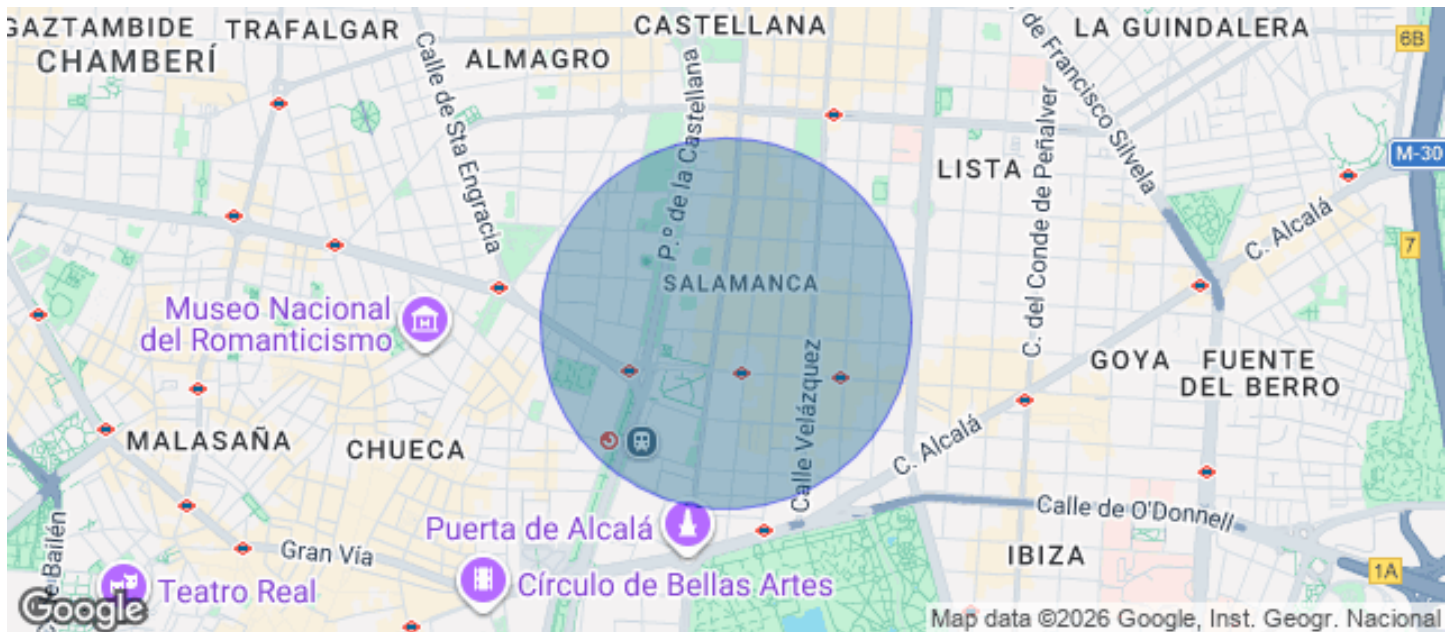 GAZTAMBIDE
TRAFALGAR
CASTELLANA
LA GUINDALERA
6B
CHAMBERÍ
ALMAGRO
Calle de Sta Engracia
P.º de la Castellana
de Francisco Silvela
C. del Conde de Peñalver
M-30
LISTA
C. Alcalá
7
SALAMANCA
Museo Nacional
del Romanticismo
Calle Velázquez
GOYA
FUENTE
DEL BERRO
MALASAÑA
CHUECA
C. Alcalá
Puerta de Alcalá
Calle de O'Donnell
Gran Vía
IBIZA
1A
Bailén
Teatro Real
Círculo de Bellas Artes
Google
Map data ©2026 Google, Inst. Geogr. Nacional